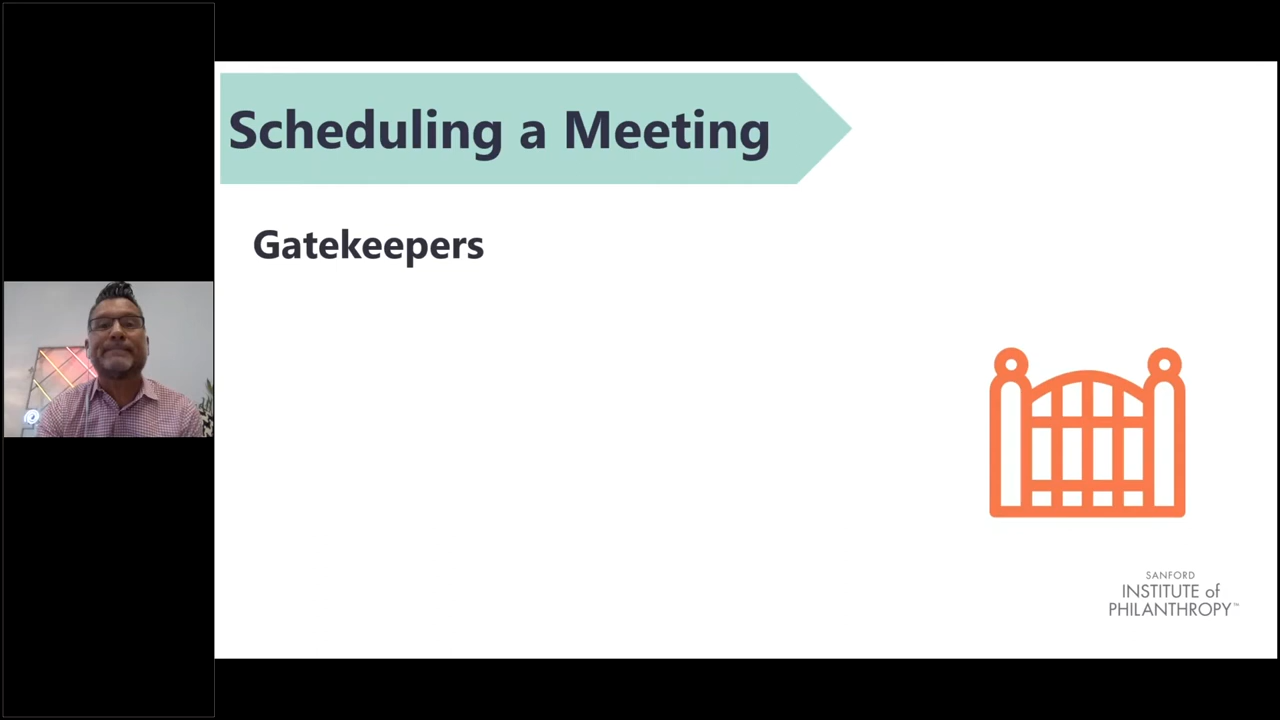 Scheduling a Meeting
Gatekeepers
SANFORD
INSTITUTE of
PHILANTHROPY™